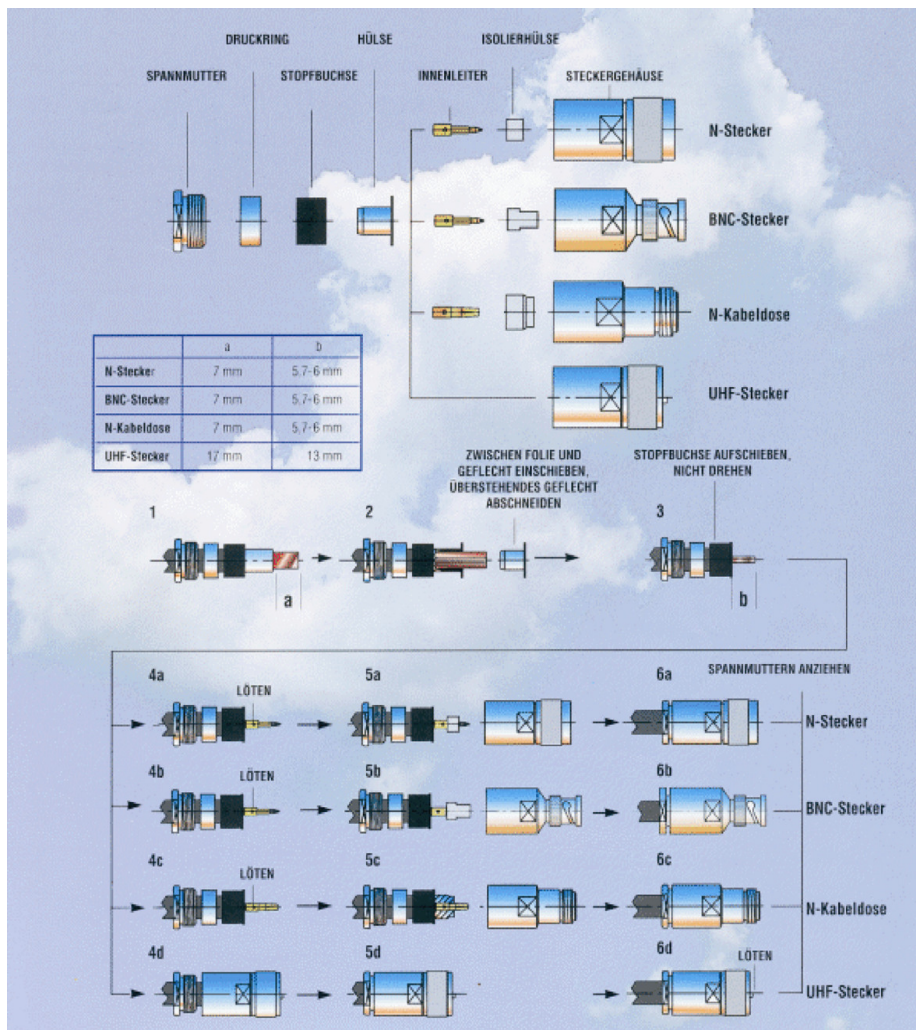 DRUCKRING
HÜLSE
ISOLIERHÜLSE
SPANNMUTTER
STOPFBUCHSE
INNENLEITER
STECKERGEHÄUSE
N-Stecker
BNC-Stecker
N-Kabeldose
UHF-Stecker
a b
N-Stecker 7 mm 5,7-6 mm
BNC-Stecker 7 mm 5,7-6 mm
N-Kabeldose 7 mm 5,7-6 mm
UHF-Stecker 17 mm 13 mm
ZWISCHEN FOLIE UND
GEFLECHT EINSCHIEBEN,
ÜBERSTEHENDES GEFLECHT
ABSCHNEIDEN
STOPFBUCHSE AUFSCHIEBEN,
NICHT DREHEN
1 2 3
a b
4a 5a 6a
SPANNMUTTERN ANZIEHEN
LÖTEN
N-Stecker
4b 5b 6b
LÖTEN
BNC-Stecker
4c 5c 6c
LÖTEN
N-Kabeldose
4d 5d 6d
LÖTEN
UHF-Stecker